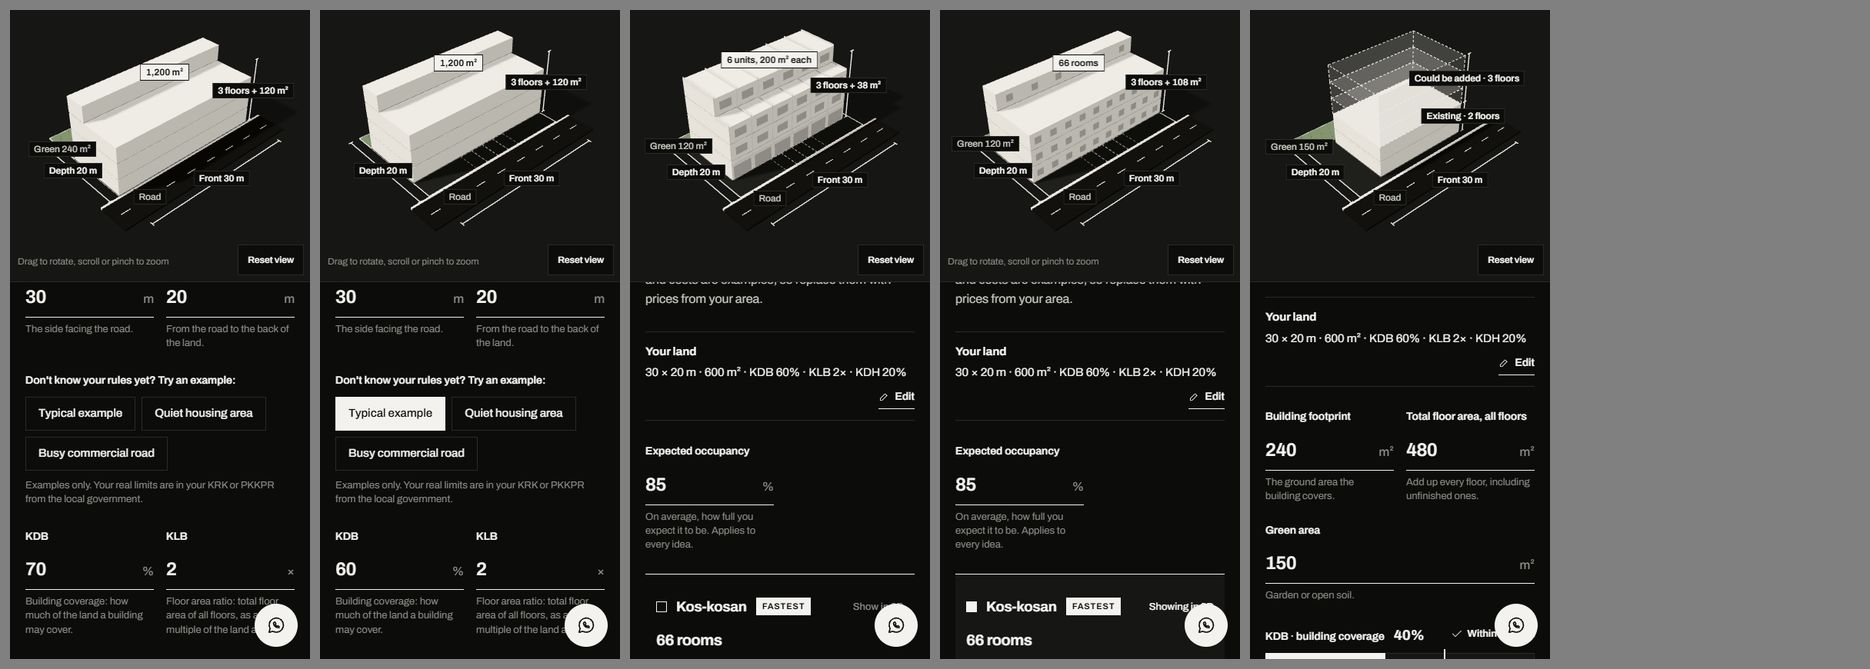 1,200 m²
3 floors + 120 m²
Green 240 m²
Depth 20 m
Front 30 m
Road
Drag to rotate, scroll or pinch to zoom
Reset view
30 m
20 m
The side facing the road.
From the road to the back of
the land.
Don't know your rules yet? Try an example:
Typical example
Quiet housing area
Busy commercial road
Examples only. Your real limits are in your KRK or PKKPR
from the local government.
KDB
KLB
70 %
2 ×
Building coverage: how
much of the land a building
may cover.
Floor area ratio: total floor
area of all floors, as a
multiple of the land
1,200 m²
3 floors + 120 m²
Depth 20 m
Front 30 m
Road
Drag to rotate, scroll or pinch to zoom
Reset view
30 m
20 m
The side facing the road.
From the road to the back of
the land.
Don't know your rules yet? Try an example:
Typical example
Quiet housing area
Busy commercial road
Examples only. Your real limits are in your KRK or PKKPR
from the local government.
KDB
KLB
60 %
2 ×
Building coverage: how
much of the land a building
may cover.
Floor area ratio: total floor
area of all floors, as a
multiple of the land
6 units, 200 m² each
3 floors + 38 m²
Green 120 m²
Depth 20 m
Front 30 m
Road
Reset view
prices from your area.
Your land
30 × 20 m · 600 m² · KDB 60% · KLB 2× · KDH 20%
Edit
Expected occupancy
85 %
On average, how full you
expect it to be. Applies to
every idea.
Kos-kosan
FASTEST
Show in
66 rooms
66 rooms
3 floors + 108 m²
Green 120 m²
Depth 20 m
Front 30 m
Road
Drag to rotate, scroll or pinch to zoom
Reset view
prices from your area.
Your land
30 × 20 m · 600 m² · KDB 60% · KLB 2× · KDH 20%
Edit
Expected occupancy
85 %
On average, how full you
expect it to be. Applies to
every idea.
Kos-kosan
FASTEST
Showing in
66 rooms
Could be added · 3 floors
Existing · 2 floors
Green 150 m²
Depth 20 m
Front 30 m
Road
Reset view
Your land
30 × 20 m · 600 m² · KDB 60% · KLB 2× · KDH 20%
Edit
Building footprint
Total floor area, all floors
240 m²
480 m²
The ground area the
building covers.
Add up every floor, including
unfinished ones.
Green area
150 m²
Garden or open soil.
KDB · building coverage 40%
Within